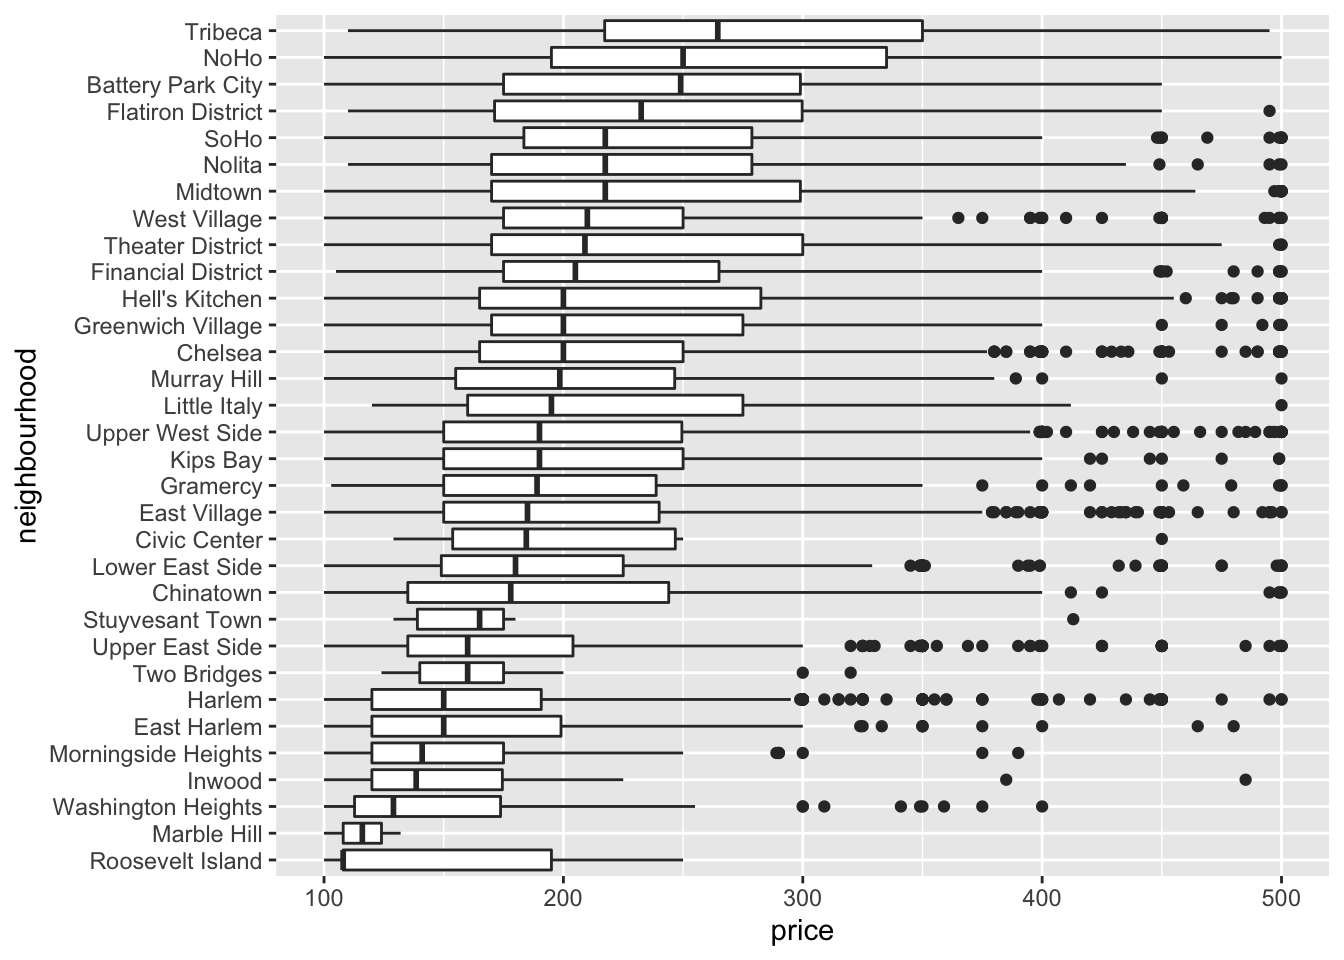 Tribeca
NoHo
Battery Park City
Flatiron District
SoHo
Nolita
Midtown
West Village
Theater District
Financial District
Hell's Kitchen
Greenwich Village
Chelsea
Murray Hill
Little Italy
Upper West Side
Kips Bay
Gramercy
East Village
Civic Center
Lower East Side
Chinatown
Stuyvesant Town
Upper East Side
Two Bridges
Harlem
East Harlem
Morningside Heights
Inwood
Washington Heights
Marble Hill
Roosevelt Island
neighbourhood
100 200 300 400 500
price